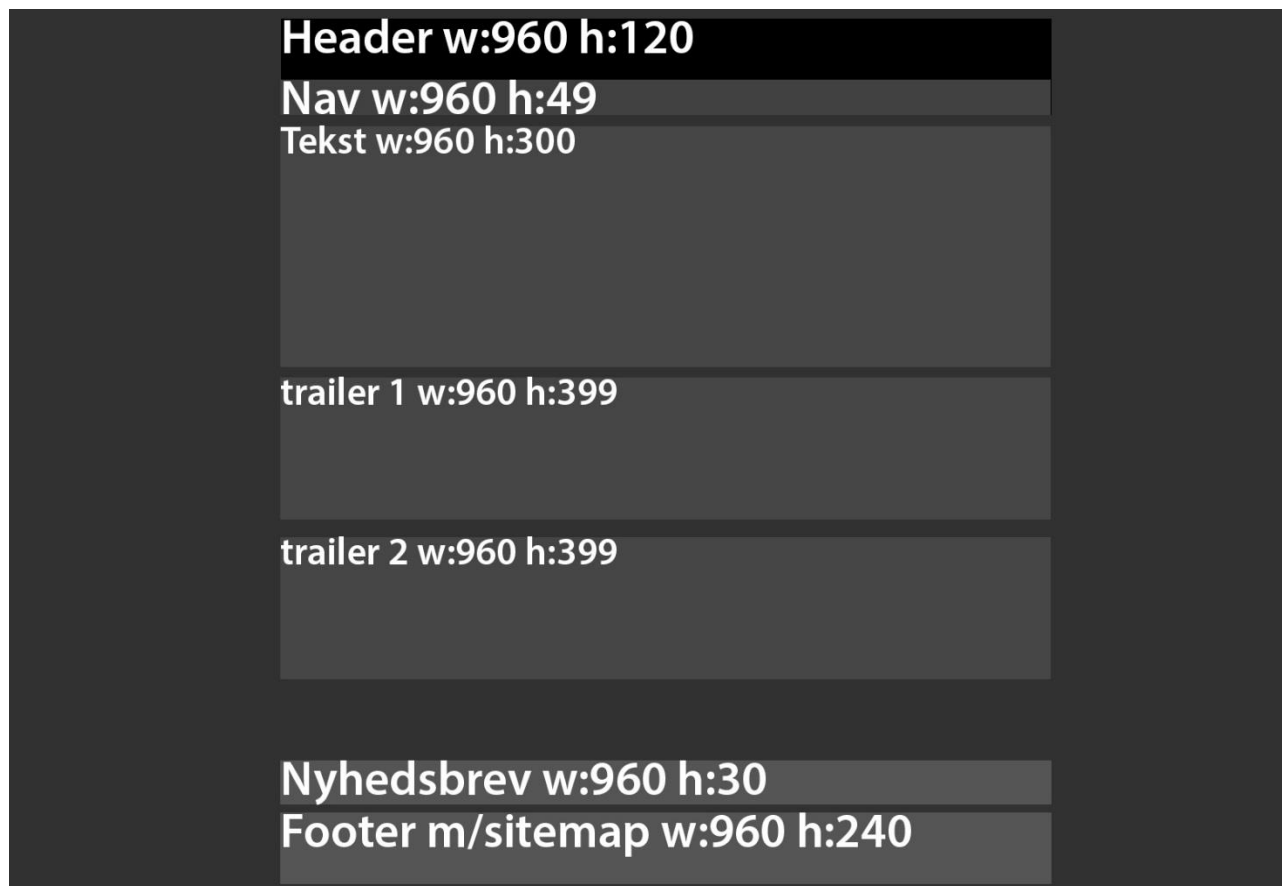 Header w:960 h:120
Nav w:960 h:49
Tekst w:960 h:300
trailer 1 w:960 h:399
trailer 2 w:960 h:399
Nyhedsbrev w:960 h:30
Footer m/sitemap w:960 h:240